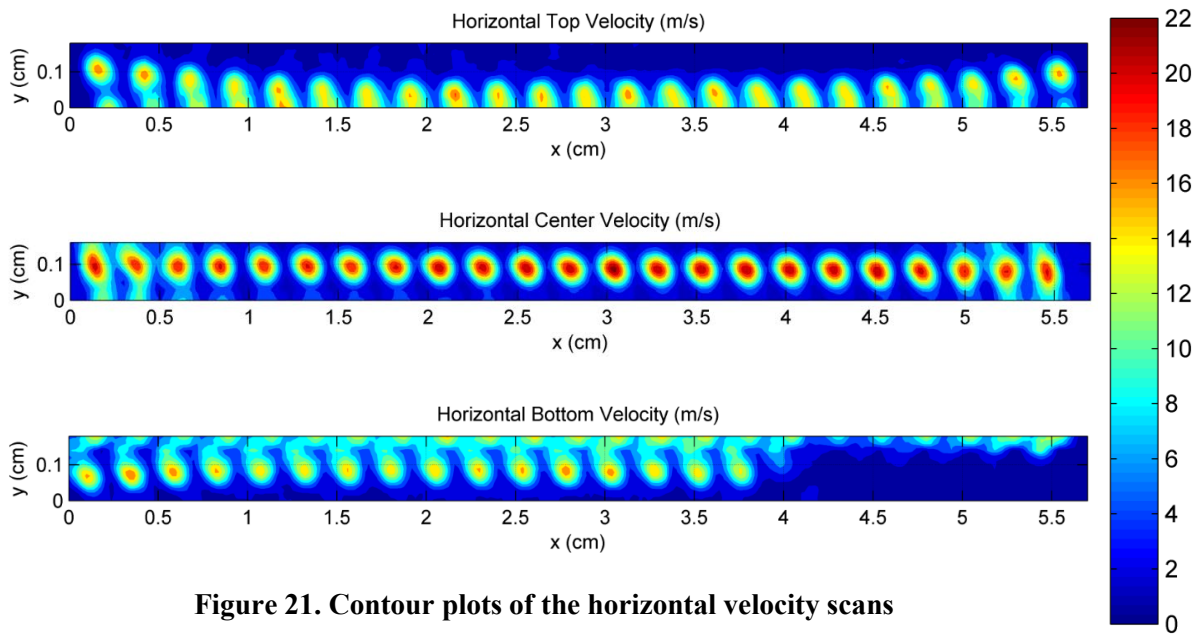 Horizontal Top Velocity (m/s)
y (cm)
0.1
0
0 0.5 1 1.5 2 2.5 3 3.5 4 4.5 5 5.5
x (cm)
Horizontal Center Velocity (m/s)
y (cm)
0.1
0
0 0.5 1 1.5 2 2.5 3 3.5 4 4.5 5 5.5
x (cm)
Horizontal Bottom Velocity (m/s)
y (cm)
0.1
0
0 0.5 1 1.5 2 2.5 3 3.5 4 4.5 5 5.5
x (cm)
22
20
18
16
14
12
10
8
6
4
2
0
Figure 21. Contour plots of the horizontal velocity scans